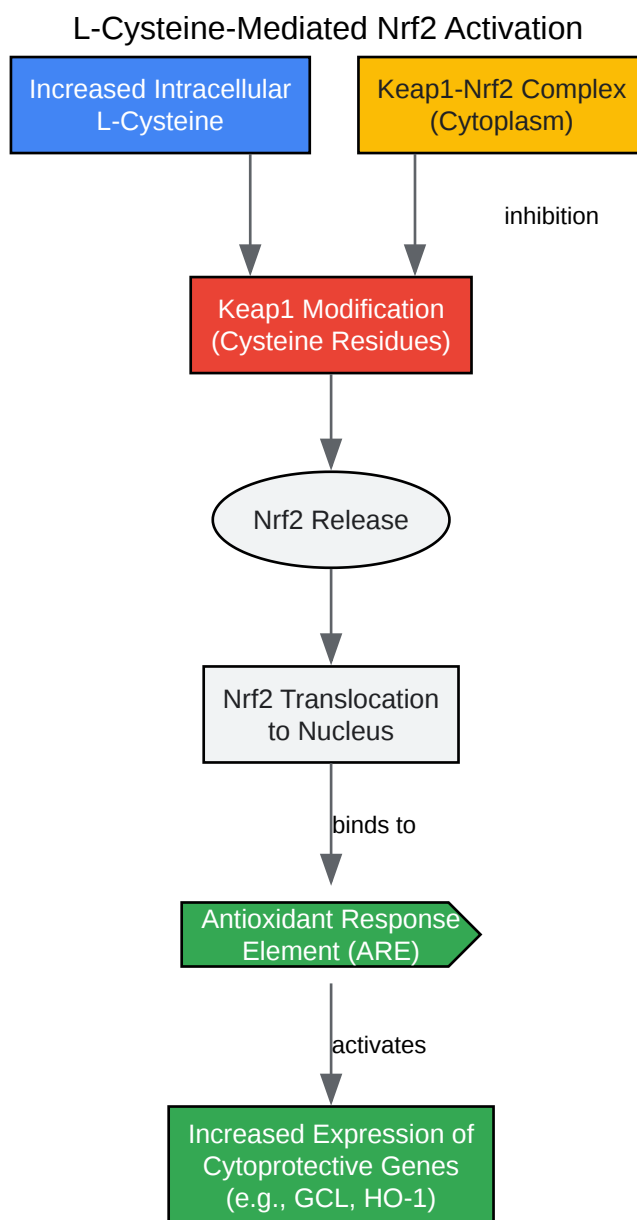 L-Cysteine-Mediated Nrf2 Activation
Increased Intracellular
L-Cysteine
Keap1-Nrf2 Complex
(Cytoplasm)
inhibition
Keap1 Modification
(Cysteine Residues)
Nrf2 Release
Nrf2 Translocation
to Nucleus
binds to
Antioxidant Response
Element (ARE)
activates
Increased Expression of
Cytoprotective Genes
(e.g., GCL, HO-1)